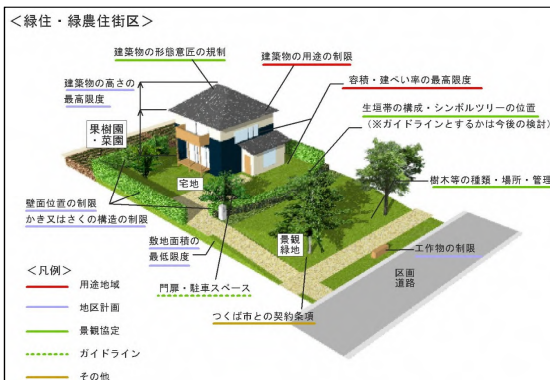 ＜緑住・緑農住街区＞
建築物の形態意匠の規制
建築物の用途の制限
建築物の高さの
最高限度
容積・建ぺい率の最高限度
生垣帯の構成・シンボルツリーの位置
（※ガイドラインとするかは今後の検討）
果樹園
・菜園
宅地
樹木等の種類・場所・管理
壁面位置の制限
かき又はさくの構造の制限
敷地面積の
最低限度
景観
緑地
工作物の制限
区画
道路
門扉・駐車スペース
つくば市との契約条項
＜凡例＞
用途地域
地区計画
景観協定
ガイドライン
その他